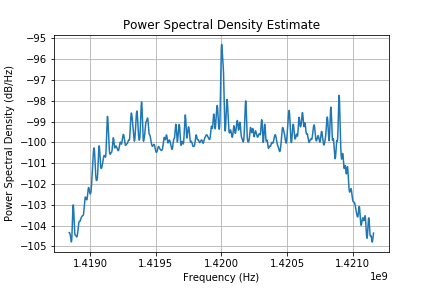 Power Spectral Density Estimate
Power Spectral Density (dB/Hz)
−95
−96
−97
−98
−99
−100
−101
−102
−103
−104
−105
1.4190 1.4195 1.4200 1.4205 1.4210
1e9
Frequency (Hz)